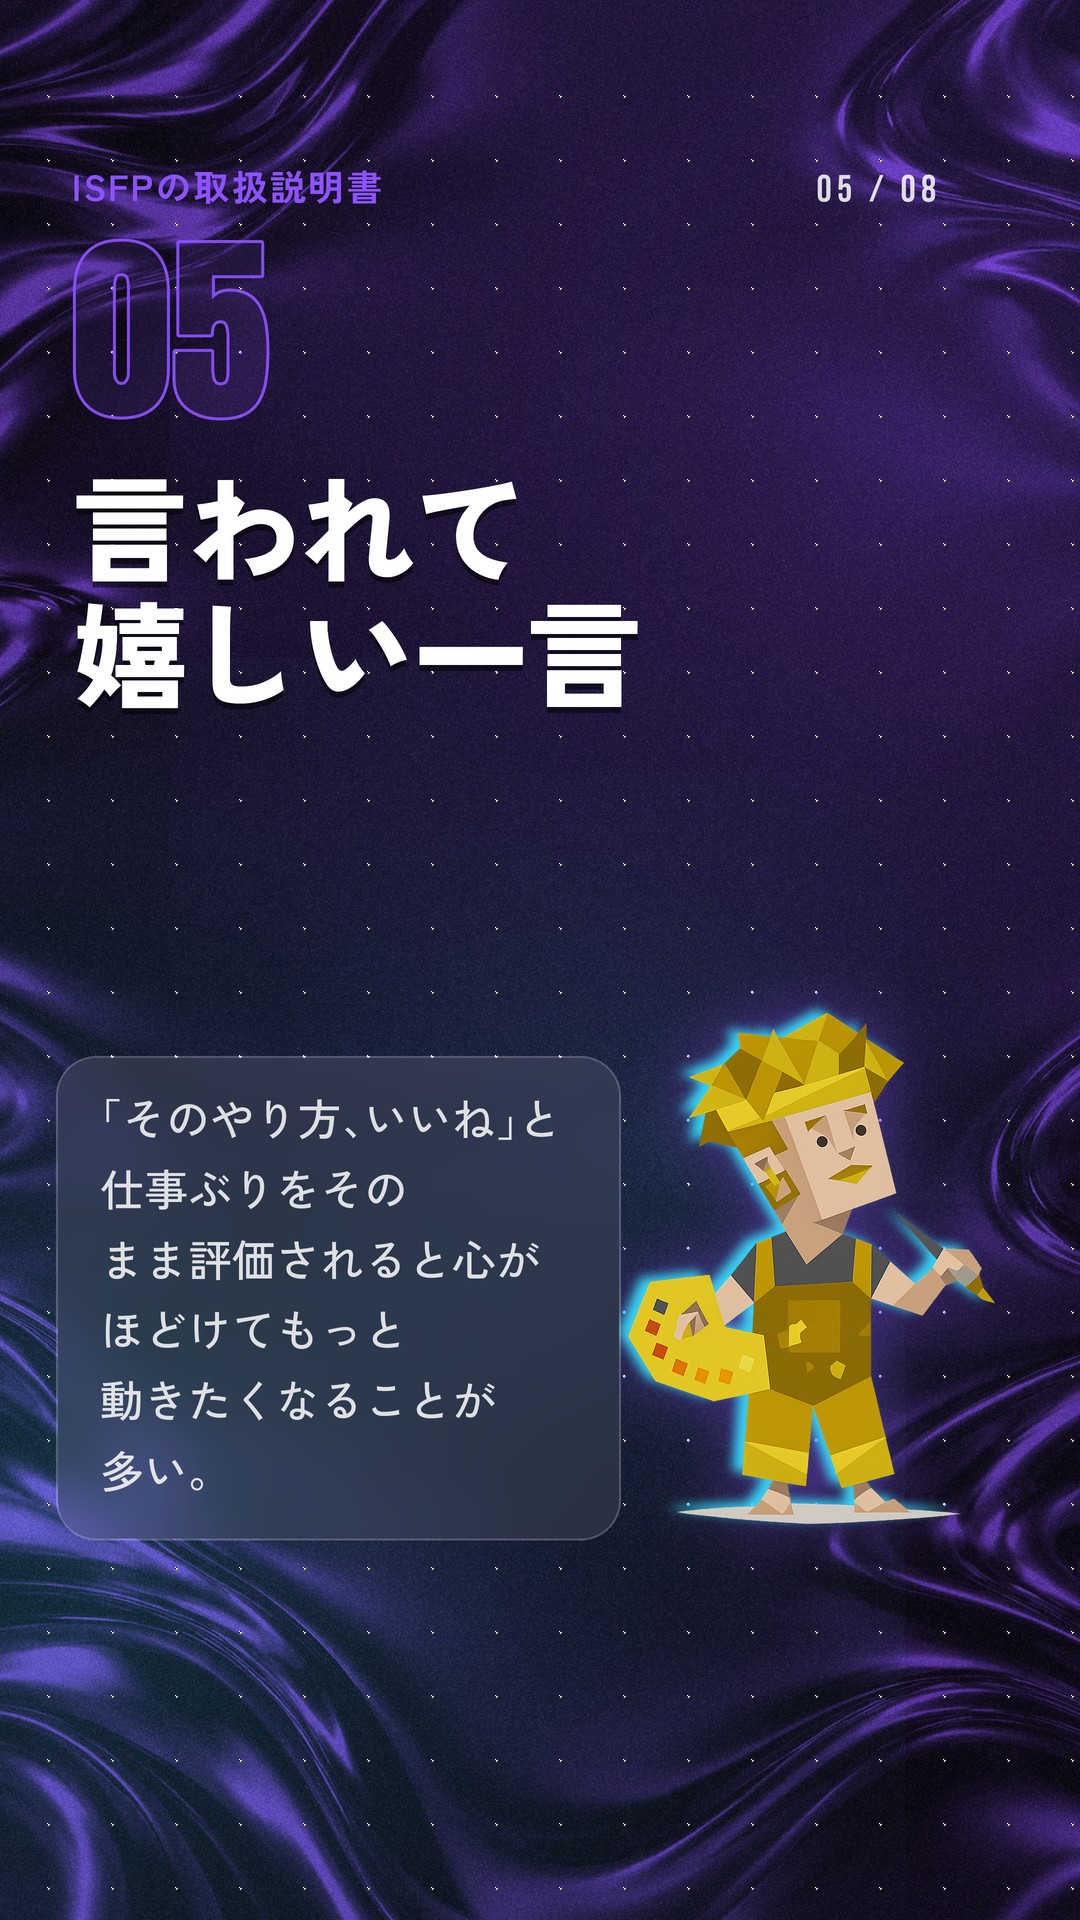 ISFPの取扱説明書
05 / 08
05
言われて
嬉しい一言
「そのやり方、いいね」と
仕事ぶりをその
まま評価されると心が
ほどけてもっと
動きたくなることが
多い。